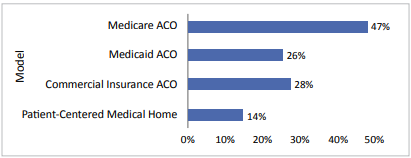 Model
Medicare ACO 47%
Medicaid ACO 26%
Commercial Insurance ACO 28%
Patient-Centered Medical Home 14%
0% 10% 20% 30% 40% 50%